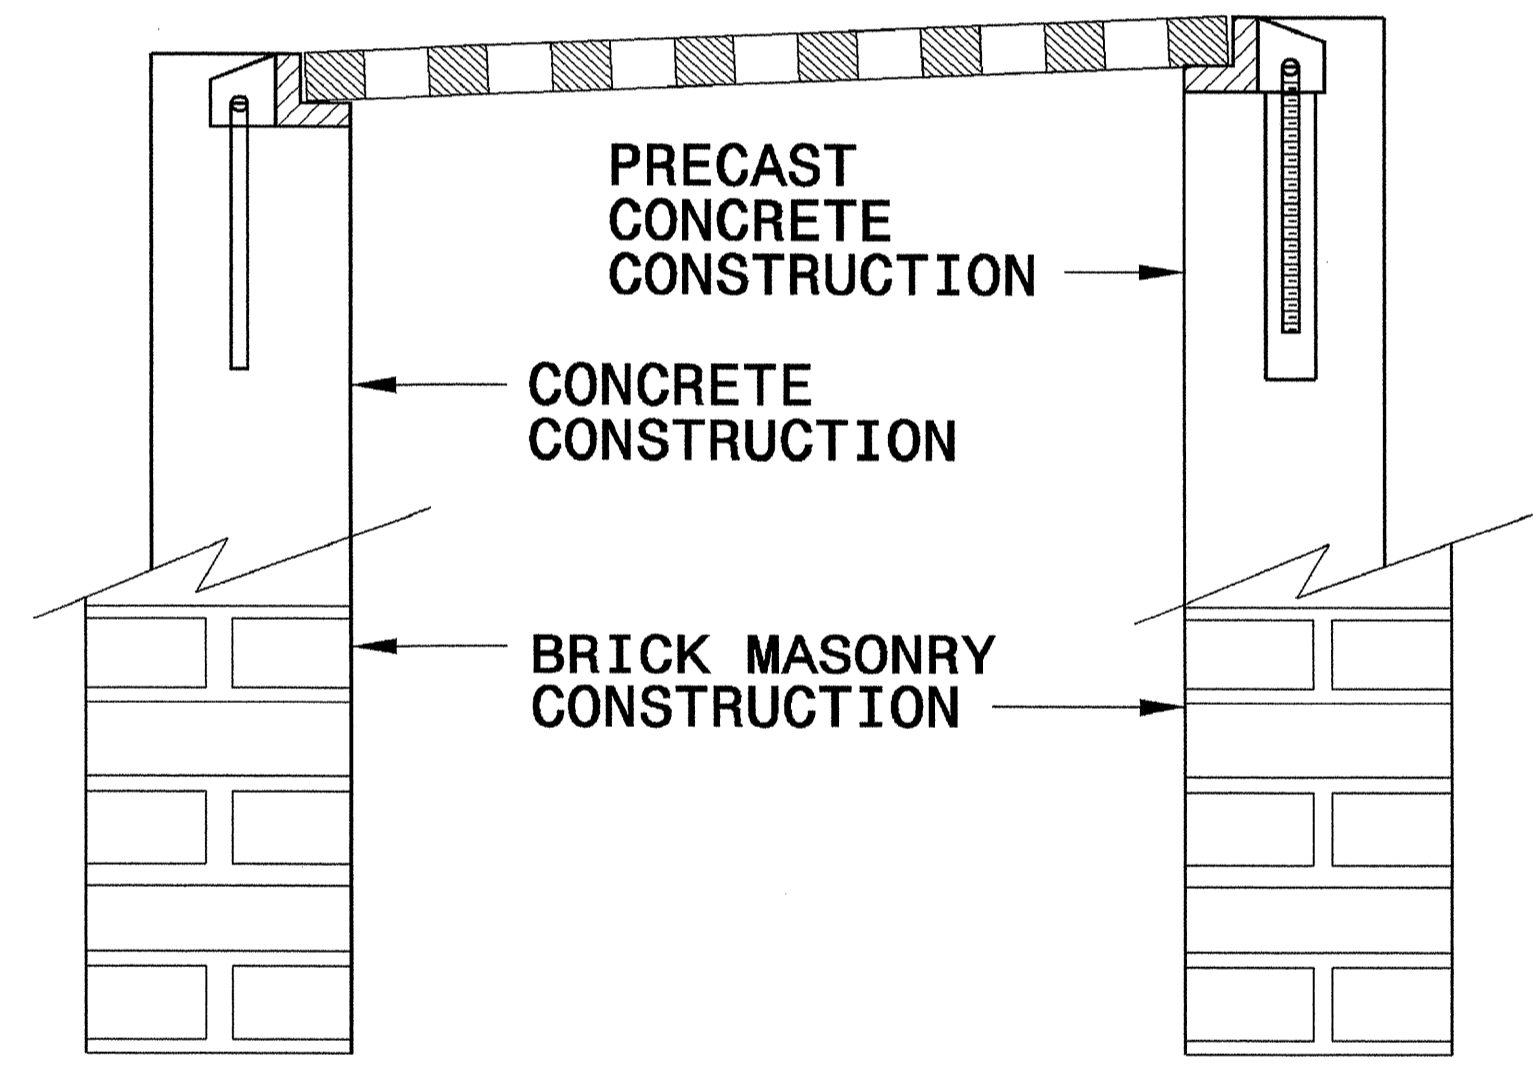 PRECAST
CONCRETE
CONSTRUCTION
CONCRETE
CONSTRUCTION
BRICK MASONRY
CONSTRUCTION